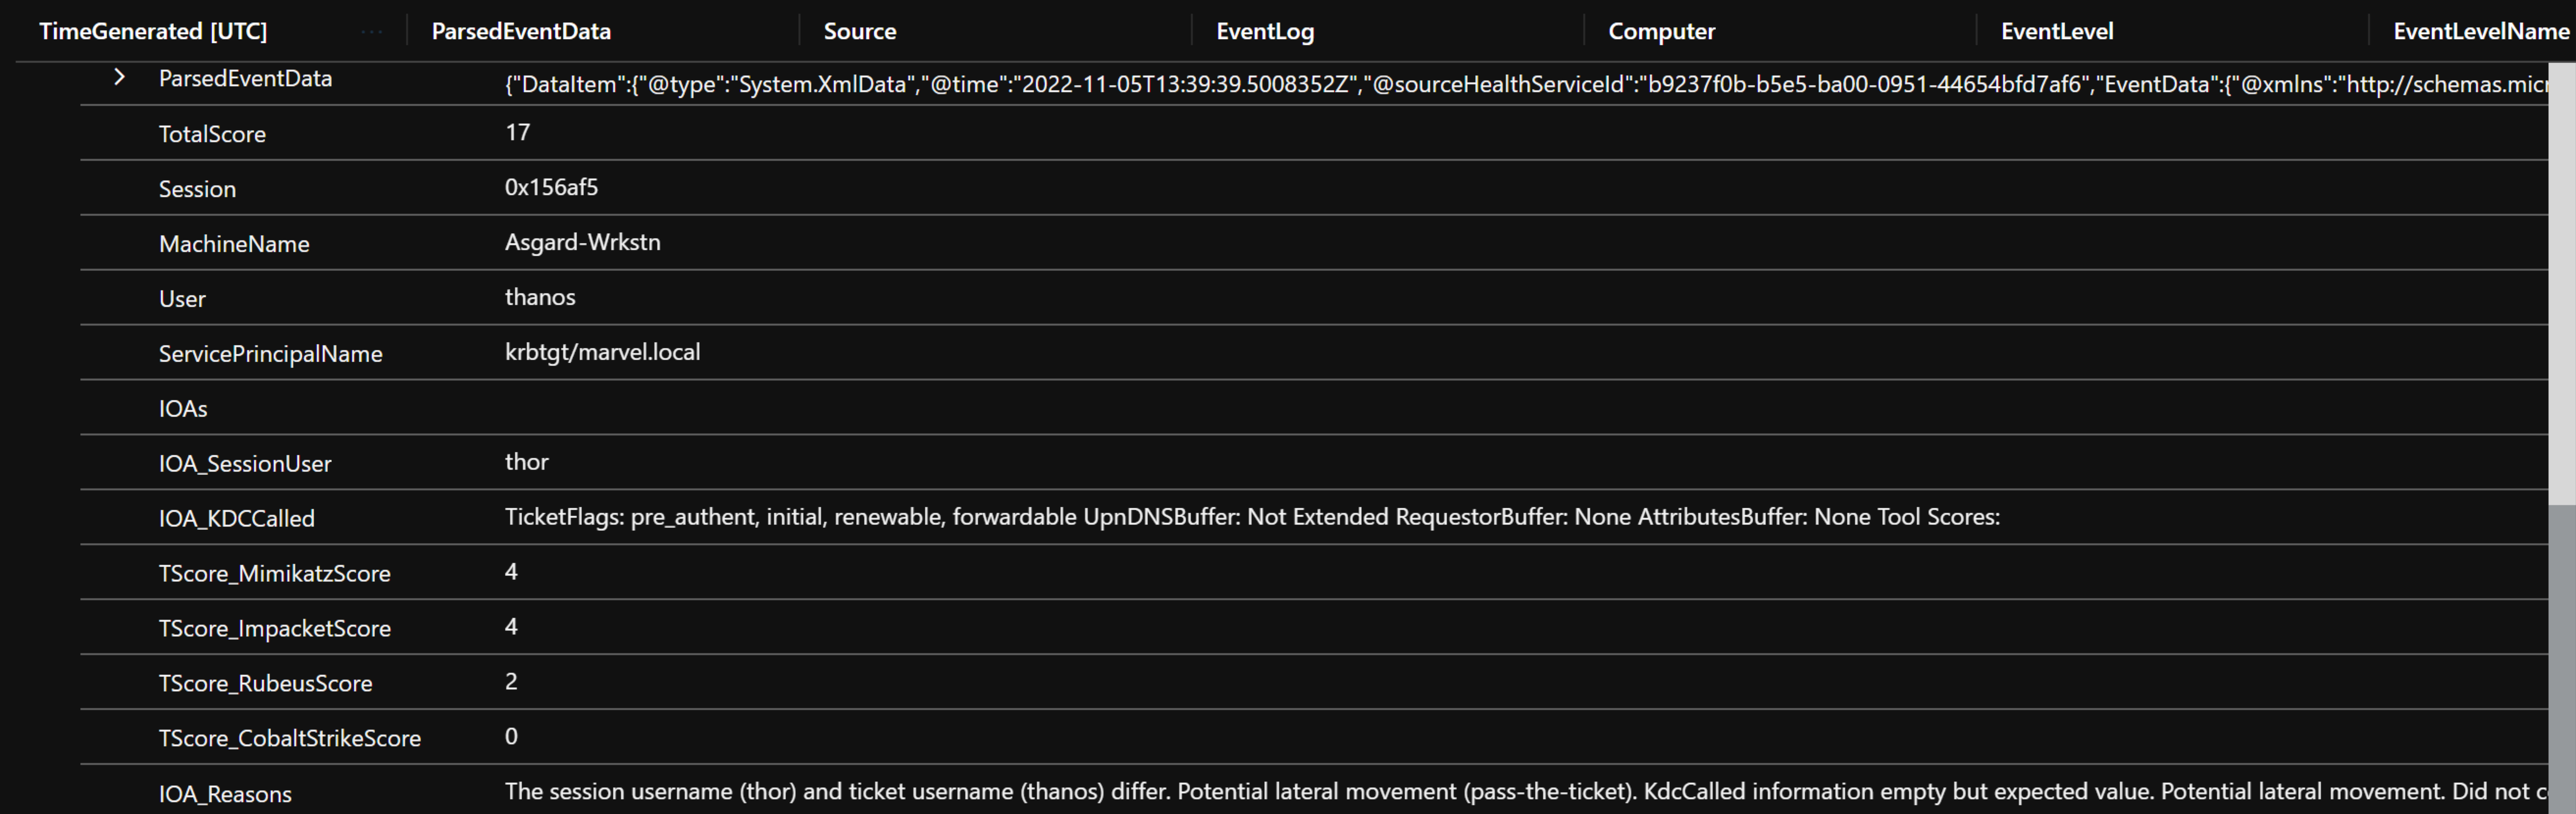 TimeGenerated [UTC] ... ParsedEventData Source EventLog Computer EventLevel EventLevelName
ParsedEventData {"DataItem":{"@type":"System.XmlData","@time":"2022-11-05T13:39:39.5008352Z","@sourceHealthServiceId":"b9237f0b-b5e5-ba00-0951-44654bfd7af6","EventData":{"@xmlns":"http://schemas.micr
TotalScore 17
Session 0x156af5
MachineName Asgard-Wrkstn
User thanos
ServicePrincipalName krbtgt/marvel.local
IOAs
IOA_SessionUser thor
IOA_KDCCalled TicketFlags: pre_authent, initial, renewable, forwardable UpnDNSBuffer: Not Extended RequestorBuffer: None AttributesBuffer: None Tool Scores:
TScore_MimikatzScore 4
TScore_ImpacketScore 4
TScore_RubeusScore 2
TScore_CobaltStrikeScore 0
IOA_Reasons The session username (thor) and ticket username (thanos) differ. Potential lateral movement (pass-the-ticket). KdcCalled information empty but expected value. Potential lateral movement. Did not c